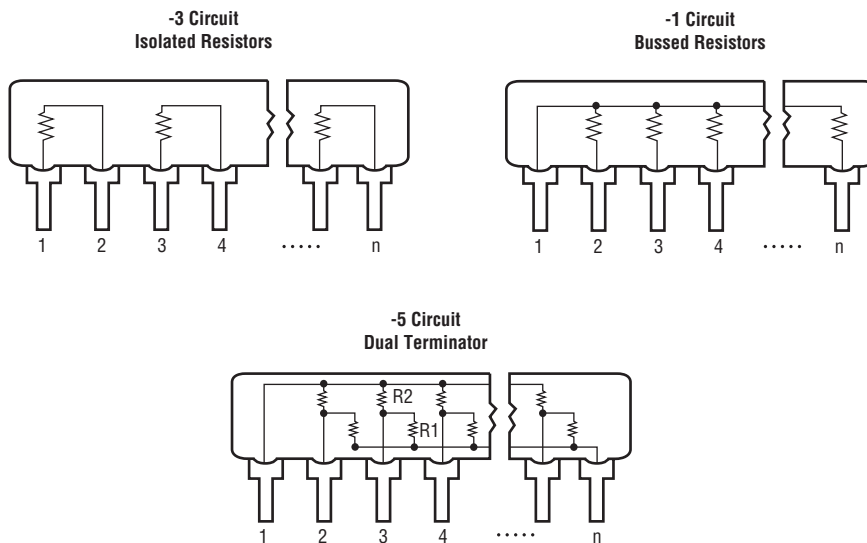 -3 Circuit
Isolated Resistors
1 2 3 4 ..... n
-1 Circuit
Bussed Resistors
1 2 3 4 ..... n
-5 Circuit
Dual Terminator
R2
R1
1 2 3 4 ..... n